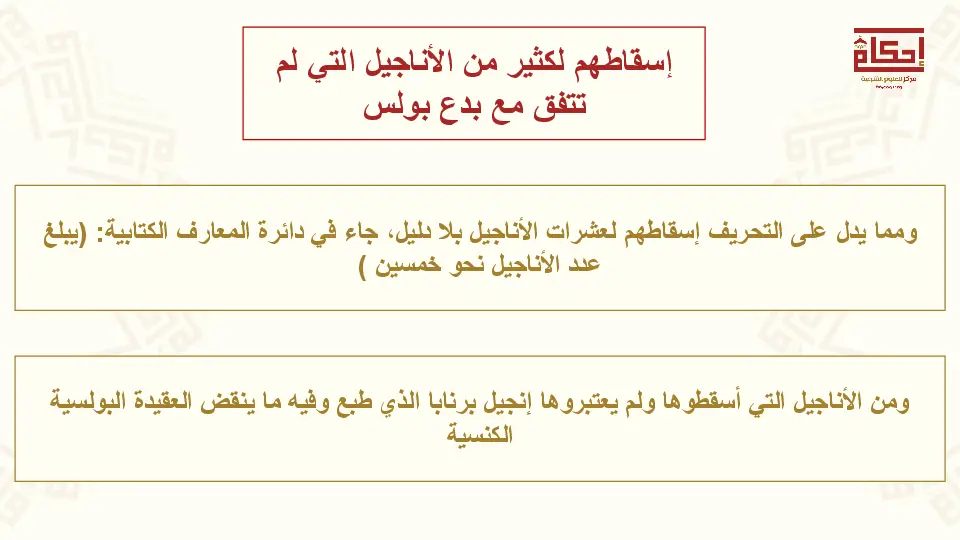 إحكام
مركز للعلوم الشرعية
إسقاطهم لكثير من الأناجيل التي لم
تتفق مع بدع بولس
ومما يدل على التحريف إسقاطهم لعشرات الأناجيل بلا دليل، جاء في دائرة المعارف الكتابية: (يبلغ
عدد الأناجيل نحو خمسين )
ومن الأناجيل التي أسقطوها ولم يعتبروها إنجيل برنابا الذي طبع وفيه ما ينقض العقيدة البولسية
الكنسية